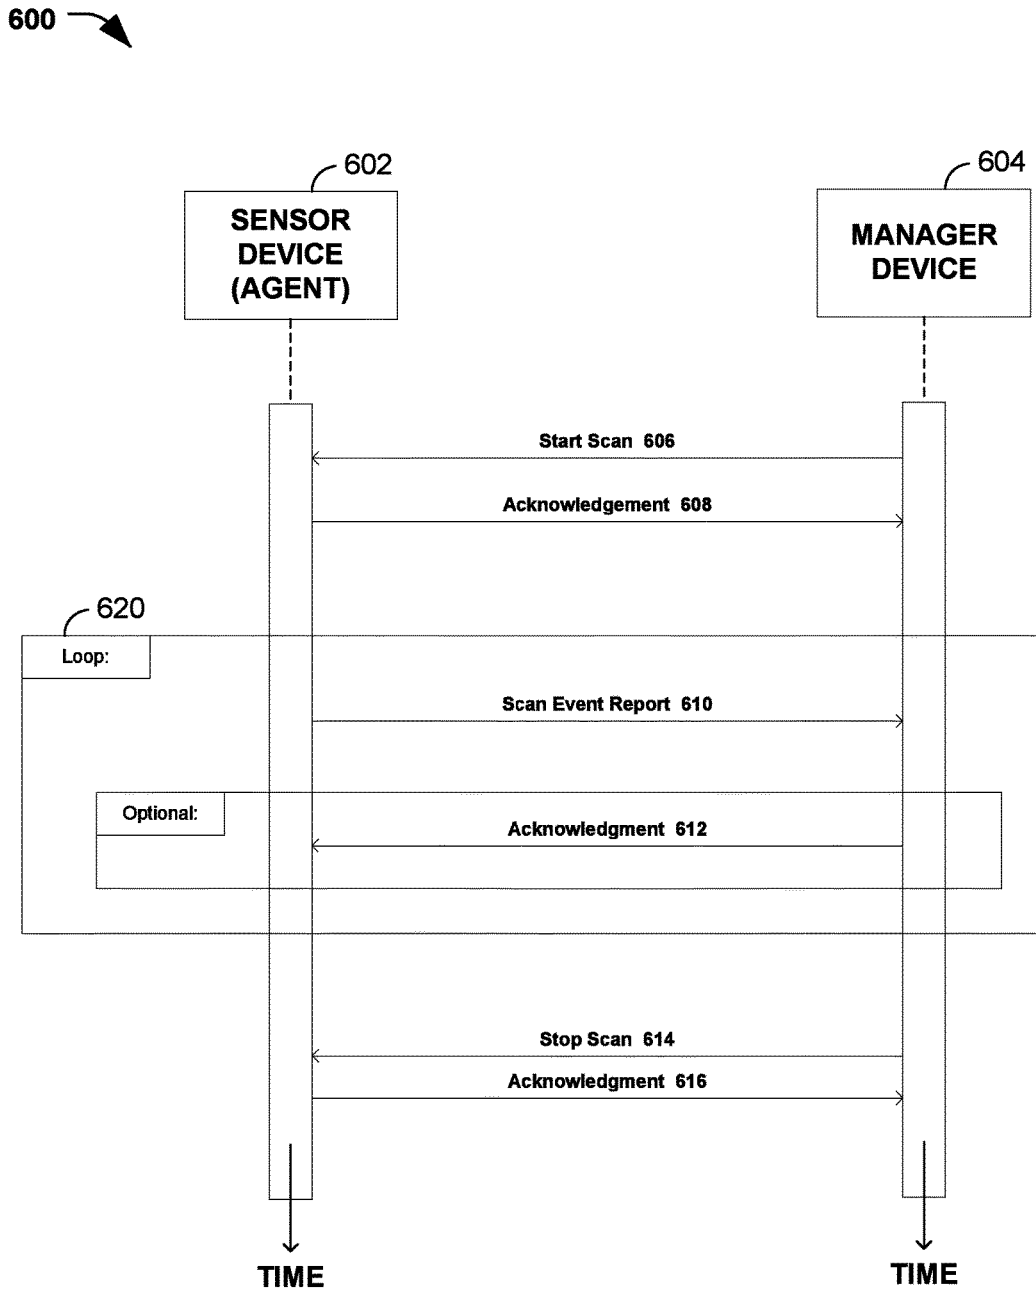 600
602
604
SENSOR
DEVICE
(AGENT)
MANAGER
DEVICE
Start Scan 606
Acknowledgement 608
620
Loop:
Scan Event Report 610
Optional:
Acknowledgment 612
Stop Scan 614
Acknowledgment 616
TIME
TIME